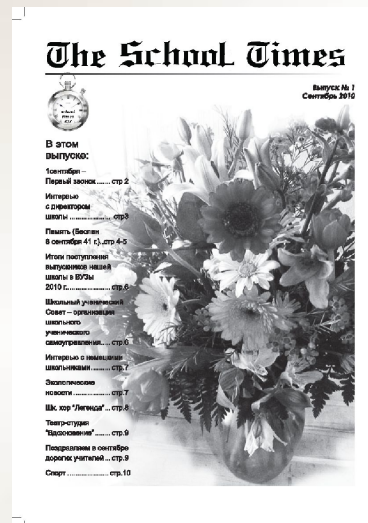 The School Times
Выпуск № 1
Сентябрь 2010
В этом
выпуске:
1сентября –
Первый звонок ....... стр 2
Интервью
с директором
школы ..................... стр3
Память (Беслан
8 сентября 41 г.)..стр 4-5
Итоги поступления
выпускников нашей
школы в ВУЗы
2010 г...................... стр.6
Школьный ученический
Совет – организация
школьного
ученического
самоуправления.... стр.6
Интервью с немецкими
школьниками .......... стр.7
Экологические
новости .................. стр.7
Шк. хор "Легенда" .. стр.8
Театр-студия
"Вдохновение" ....... стр.9
Поздравляем в сентябре
дорогих учителей ... стр.9
Спорт ..................... стр.10